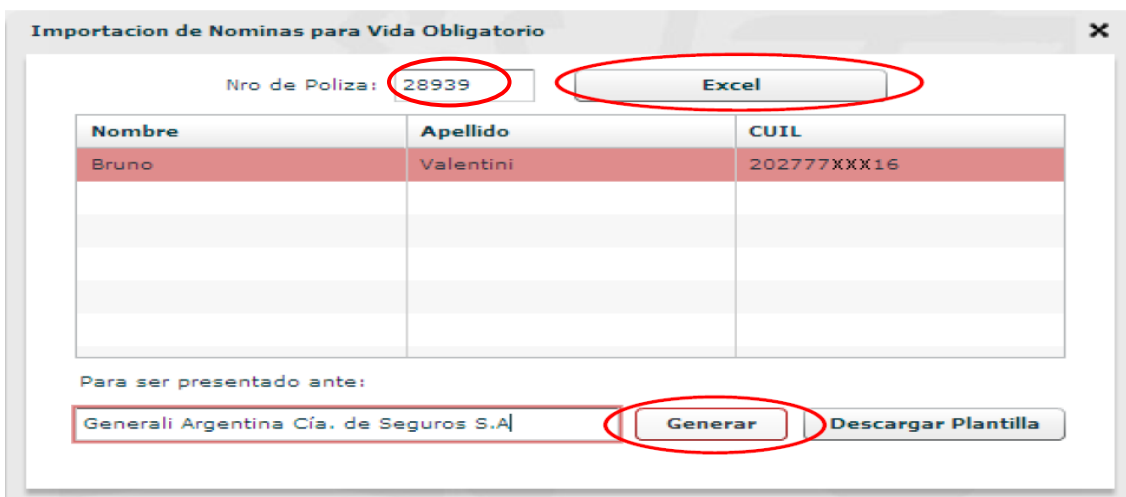 Importacion de Nominas para Vida Obligatorio
Nro de Poliza: 28939 Excel
Nombre Apellido CUIL
Bruno Valentini 202777XXX16
Para ser presentado ante:
Generali Argentina Cía. de Seguros S.A Generar Descargar Plantilla